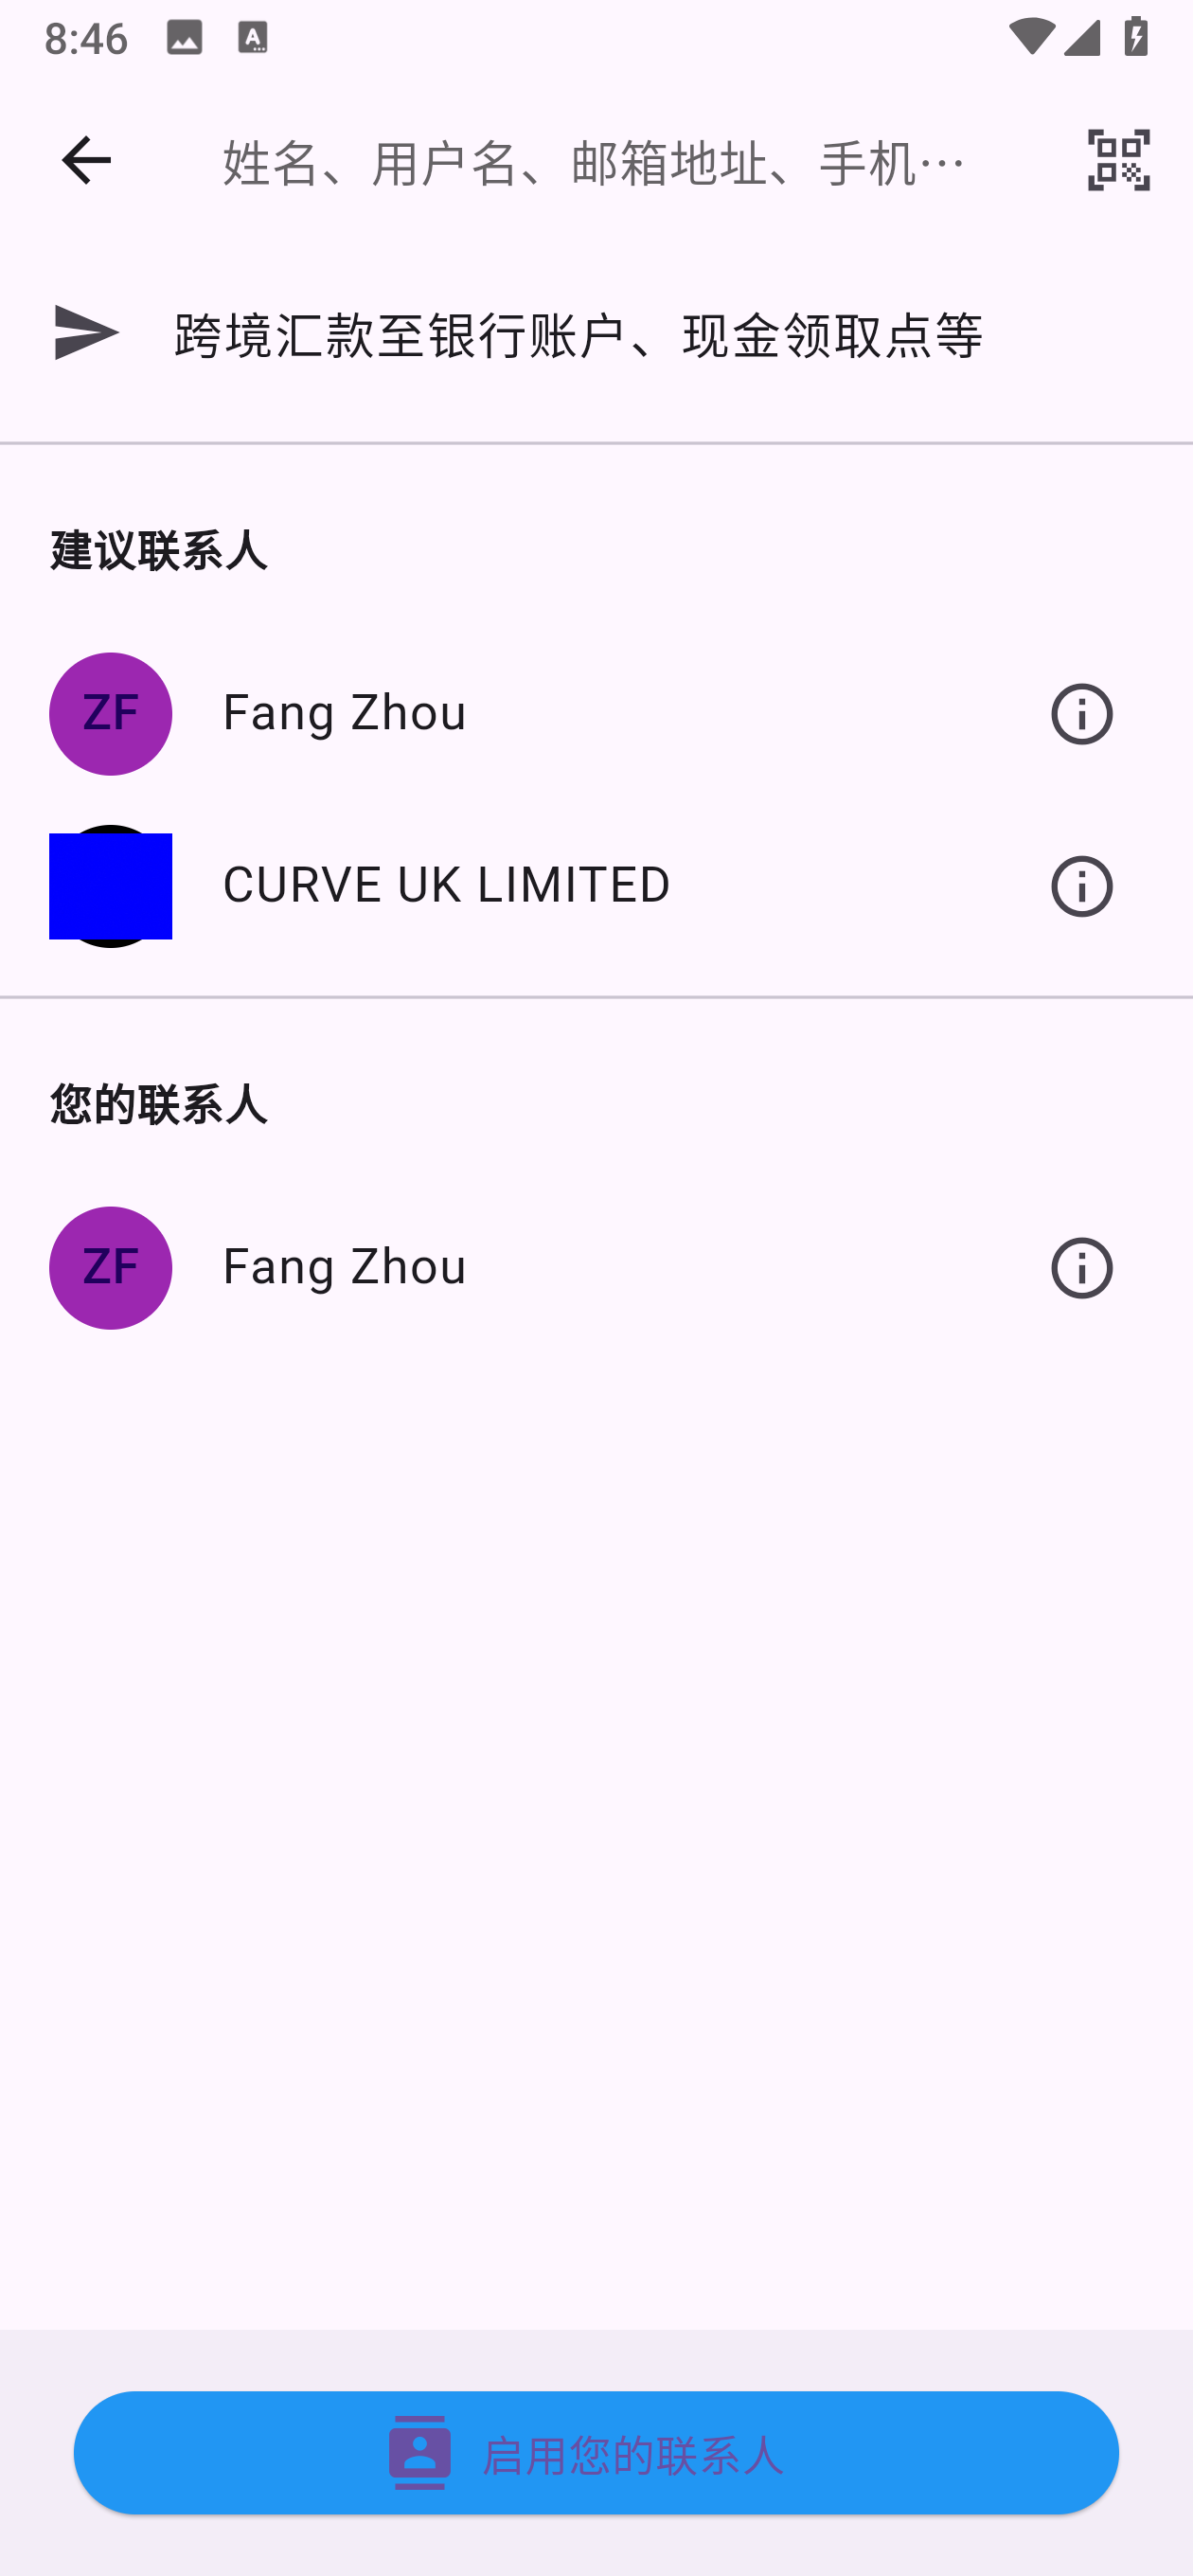 8:46
姓名、用户名、邮箱地址、手机…
跨境汇款至银行账户、现金领取点等
建议联系人
ZF
Fang Zhou
CURVE UK LIMITED
您的联系人
ZF
Fang Zhou
启用您的联系人